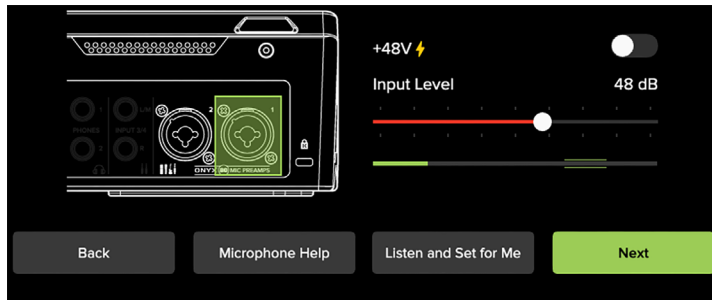 +48V
Input Level
48 dB
1
L/M
2
1
PHONES
INPUT 3/4
2
R
ONYX 80 MIC PREAMPS
Back
Microphone Help
Listen and Set for Me
Next